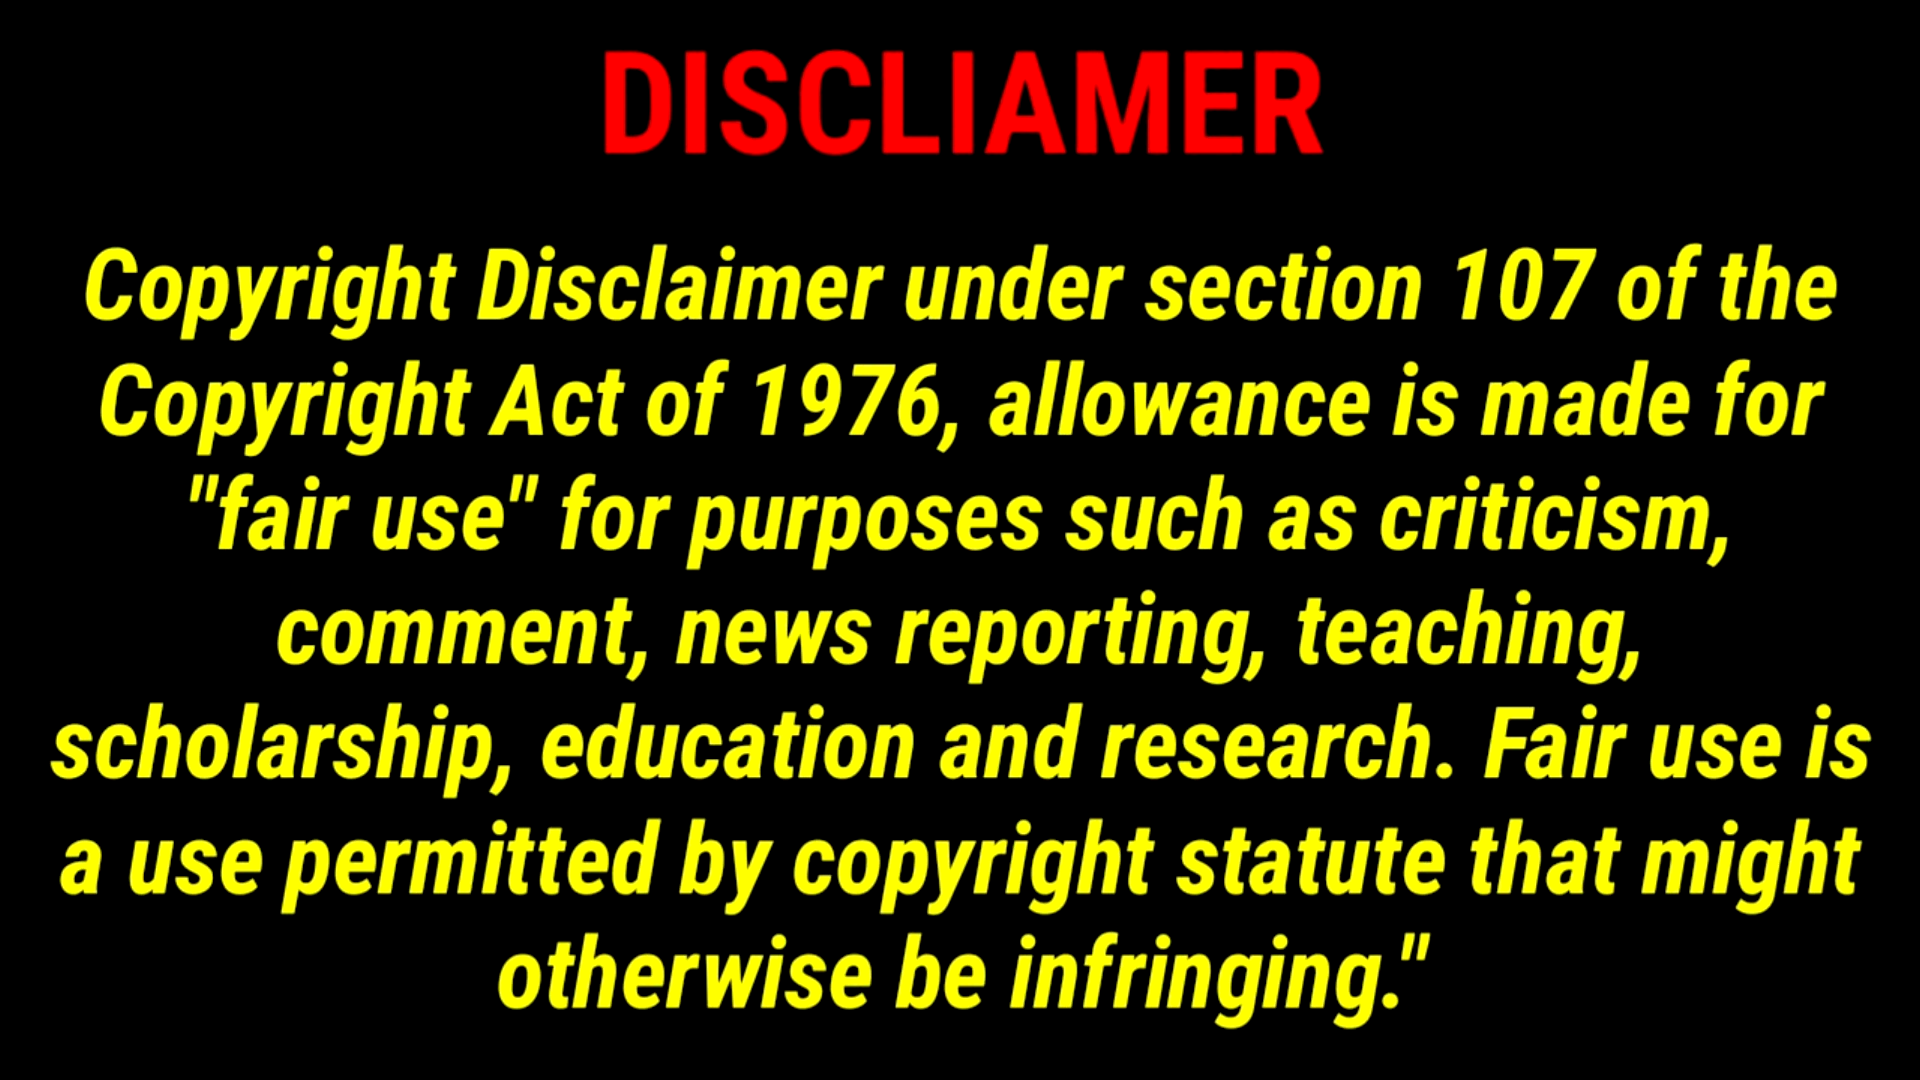 DISCLIAMER
Copyright Disclaimer under section 107 of the
Copyright Act of 1976, allowance is made for
"fair use" for purposes such as criticism,
comment, news reporting, teaching,
scholarship, education and research. Fair use is
a use permitted by copyright statute that might
otherwise be infringing."